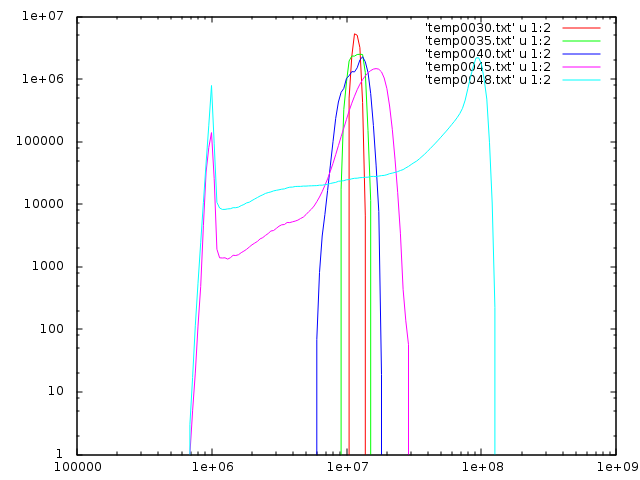 1e+07
'temp0030.txt' u 1:2
'temp0035.txt' u 1:2
'temp0040.txt' u 1:2
'temp0045.txt' u 1:2
'temp0048.txt' u 1:2
1e+06
100000
10000
1000
100
10
1
100000 1e+06 1e+07 1e+08 1e+09